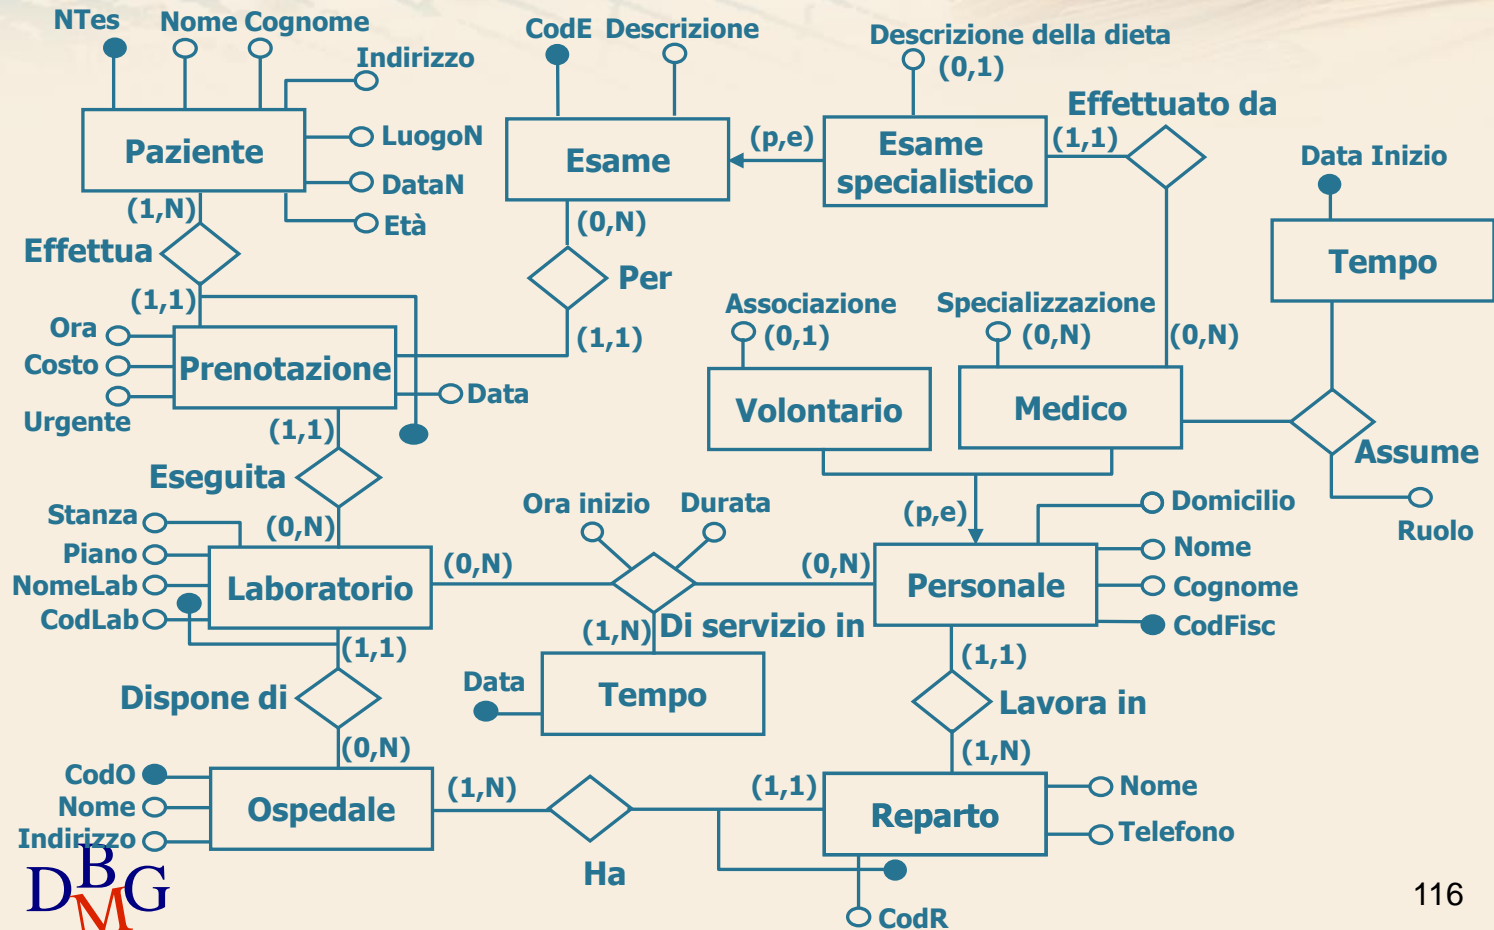 NTes
Nome Cognome
CodE Descrizione
Descrizione della dieta
(0,1)
Indirizzo
Effettuato da
Paziente
LuogoN
DataN
Età
Esame
(p,e)
Esame
specialistico
(1,1)
Data Inizio
Tempo
(1,N)
Effettua
(1,1)
(0,N)
Per
(1,1)
Associazione
(0,1)
Specializzazione
(0,N)
(0,N)
Ora
Costo
Urgente
Prenotazione
Data
Volontario
Medico
Assume
Ruolo
(1,1)
Eseguita
(0,N)
Stanza
Piano
NomeLab
CodLab
Laboratorio
(0,N)
Ora inizio
Durata
(0,N)
(p,e)
Personale
Domicilio
Nome
Cognome
CodFisc
(1,1)
Dispone di
(0,N)
(1,N)
Di servizio in
Data
Tempo
(1,1)
Lavora in
(1,N)
CodO
Nome
Indirizzo
Ospedale
(1,N)
Ha
(1,1)
Reparto
Nome
Telefono
CodR
DBMG
116